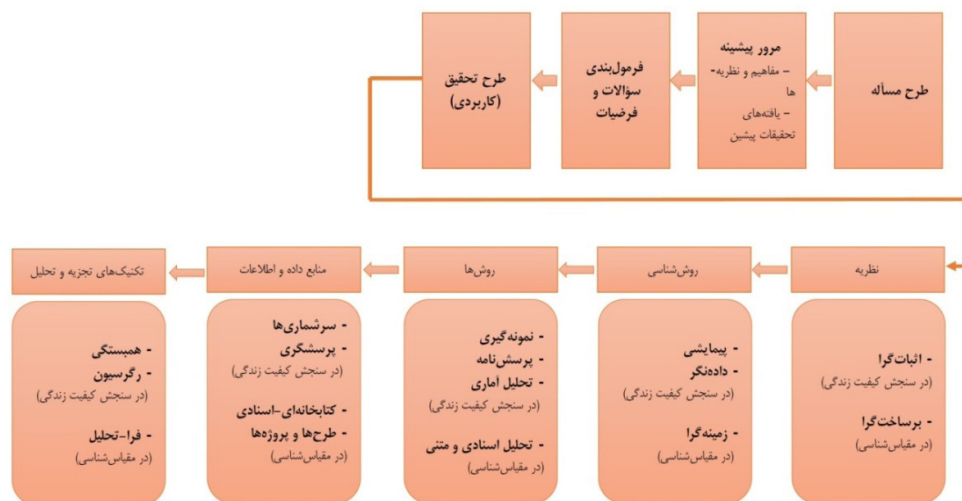 طرح مسأله
مرور پیشینه
– مفاهیم و نظریه-
ها
– یافته‌های
تحقیقات پیشین
فرمول‌بندی
سؤالات و
فرضیات
طرح تحقیق
(کاربردی)
نظریه
روش‌شناسی
روش‌ها
منابع داده و اطلاعات
تکنیک‌های تجزیه و تحلیل
- اثبات‌گرا
(در سنجش کیفیت زندگی)
- برساخت‌گرا
(در مقیاس‌شناسی)
- پیمایشی
- داده‌نگر
(در سنجش کیفیت زندگی)
- زمینه‌گرا
(در مقیاس‌شناسی)
- نمونه‌گیری
- پرسش‌نامه
- تحلیل آماری
(در سنجش کیفیت زندگی)
- تحلیل اسنادی و متنی
(در مقیاس‌شناسی)
- سرشماری‌ها
- پرسشگری
(در سنجش کیفیت زندگی)
- کتابخانه‌ای-اسنادی
- طرح‌ها و پروژه‌ها
(در مقیاس‌شناسی)
- همبستگی
- رگرسیون
(در سنجش کیفیت زندگی)
- فرا-تحلیل
(در مقیاس‌شناسی)